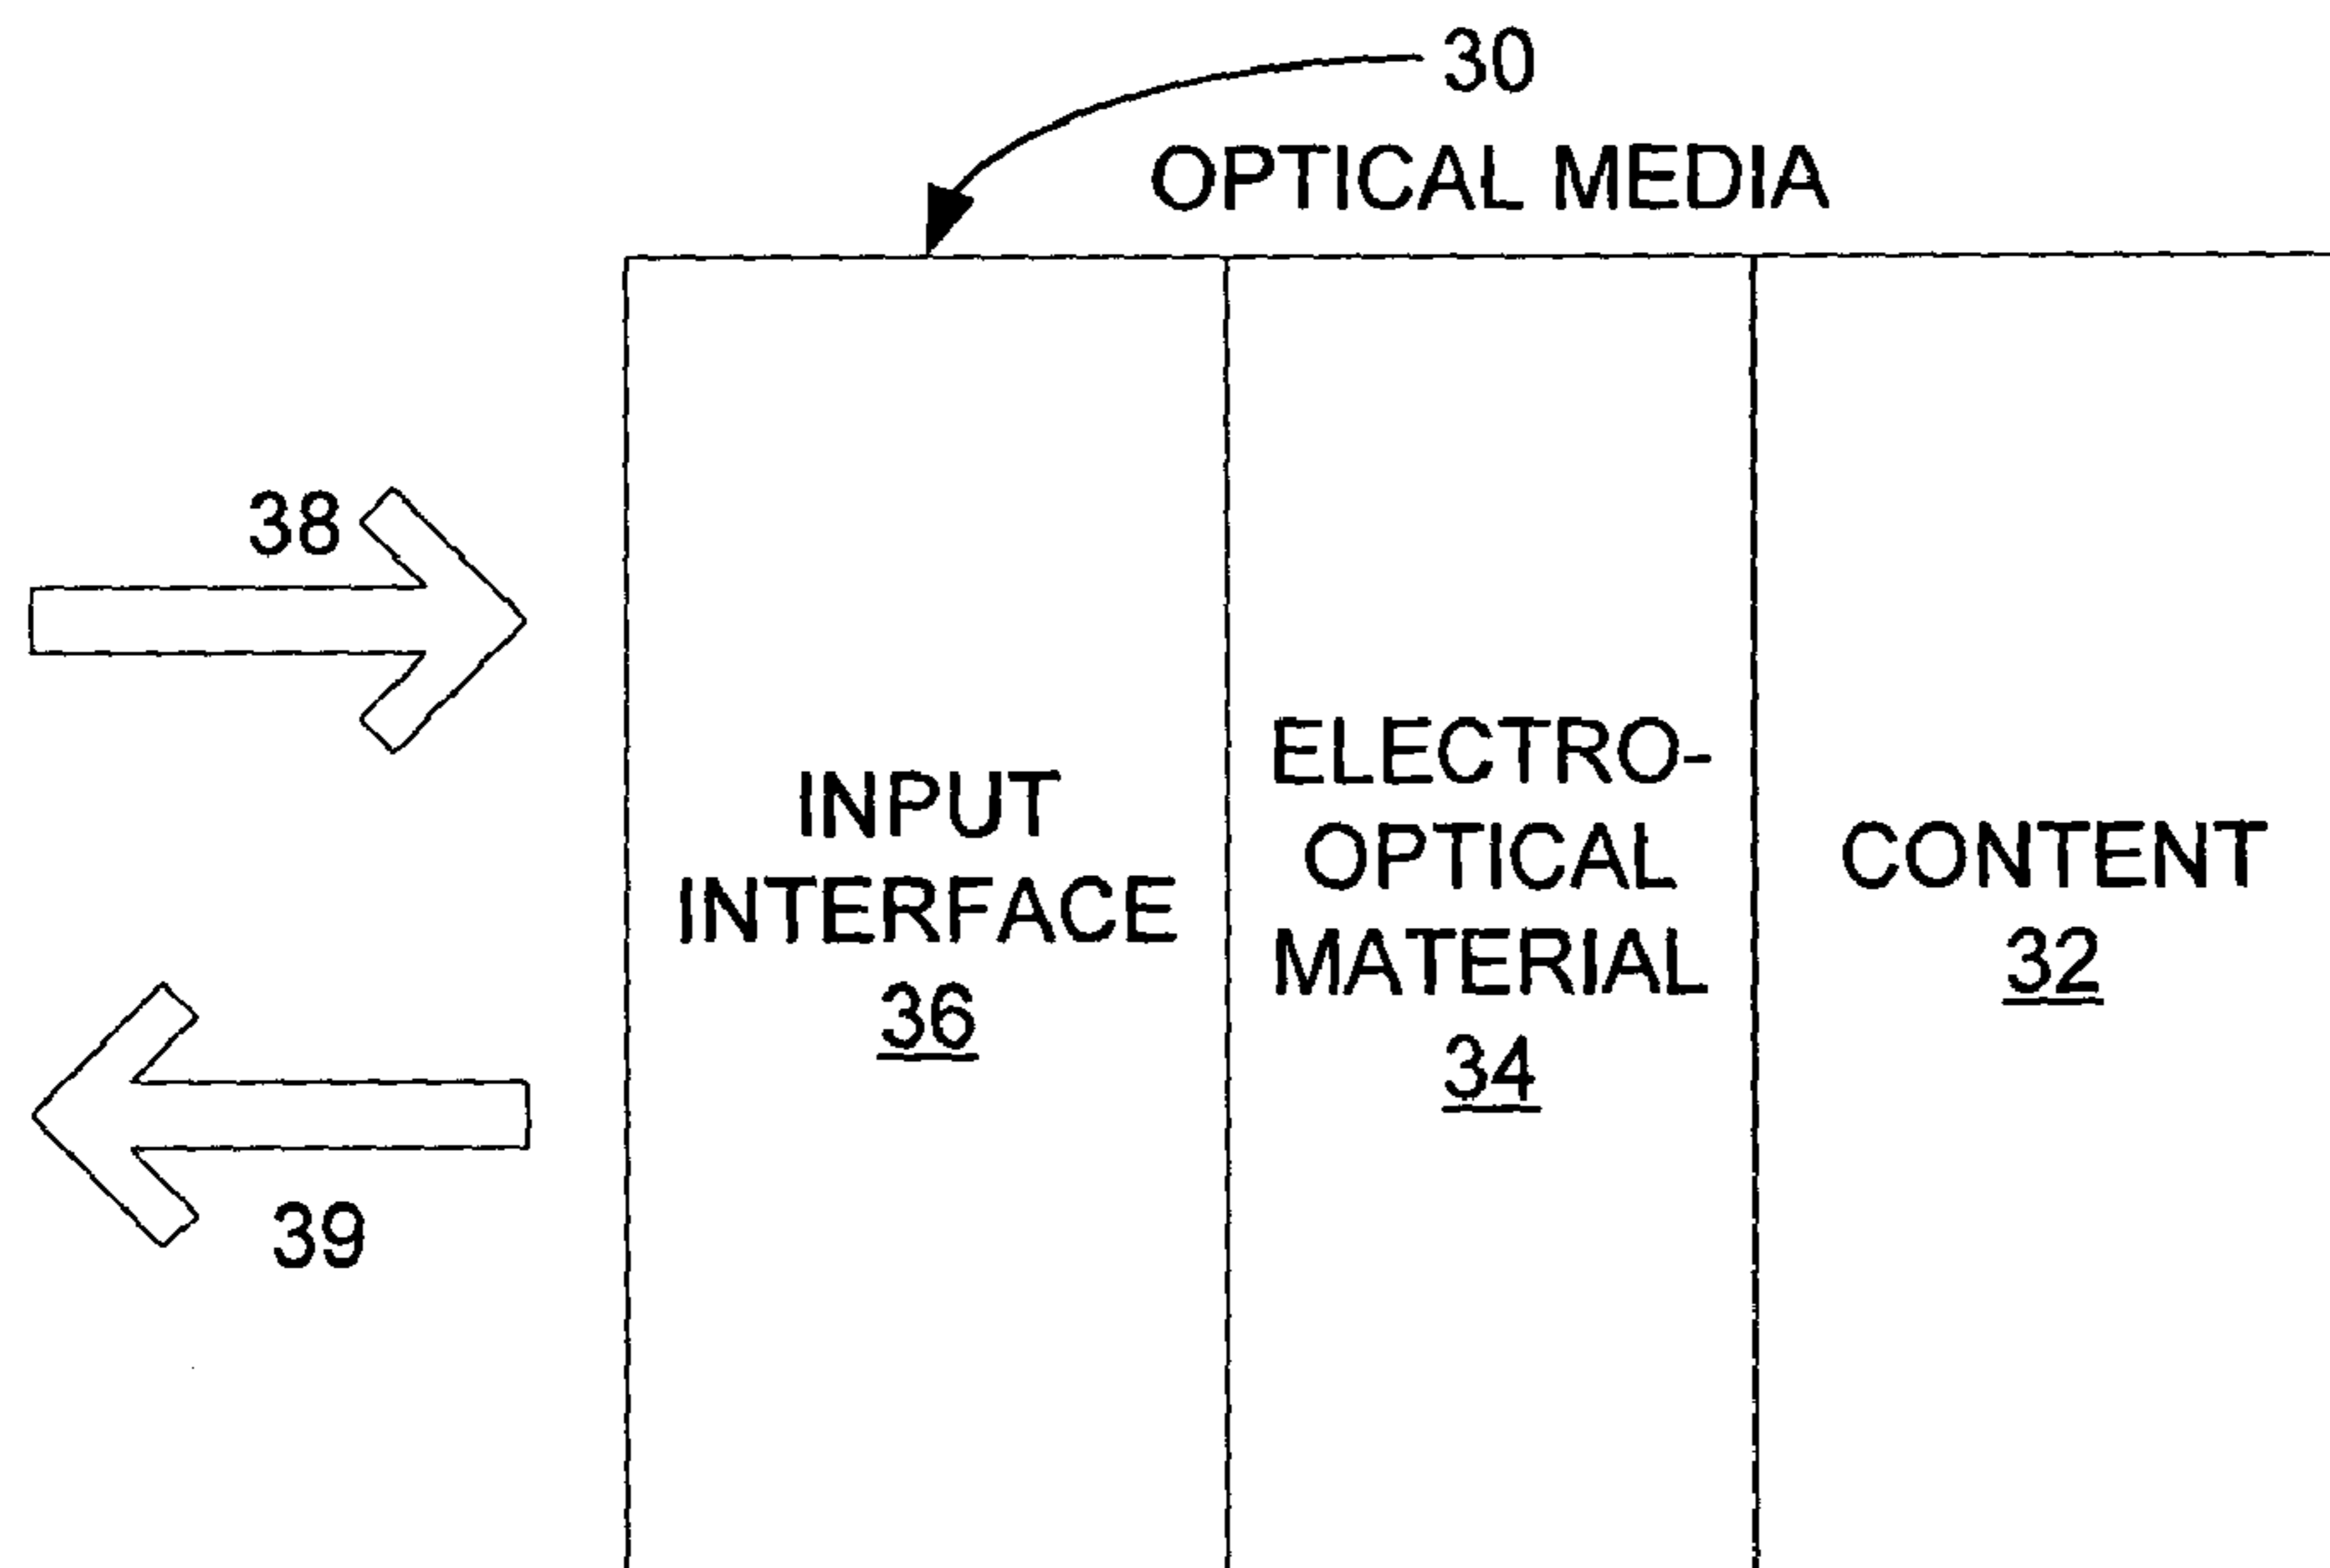 30
OPTICAL MEDIA
38
INPUT
INTERFACE
36
ELECTRO-
OPTICAL
MATERIAL
34
CONTENT
32
39